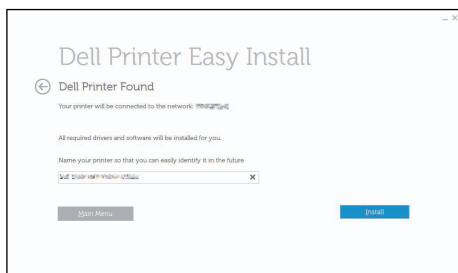 Dell Printer Easy Install
Dell Printer Found
Your printer will be connected to the network:
All required drivers and software will be installed for you.
Name your printer so that you can easily identify it in the future
Main Menu
Install